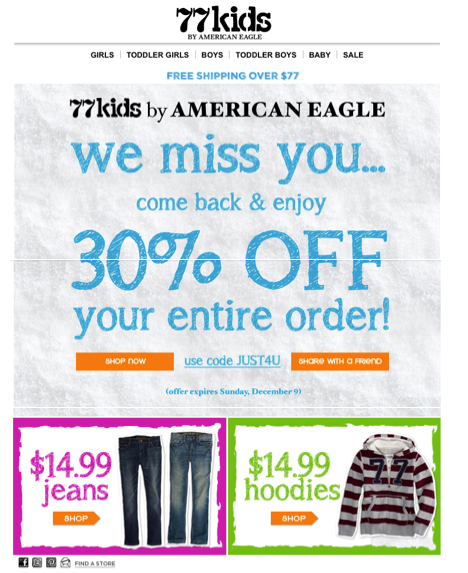 77kids
BY AMERICAN EAGLE
GIRLS TODDLER GIRLS BOYS TODDLER BOYS BABY SALE
FREE SHIPPING OVER $77
77kids by AMERICAN EAGLE
we miss you...
come back & enjoy
30% OFF
your entire order!
SHOP NOW use code JUST4U SHARE WITH A FRIEND
(offer expires Sunday, December 9)
$14.99
jeans
SHOP
$14.99
hoodies
SHOP
77
FIND A STORE